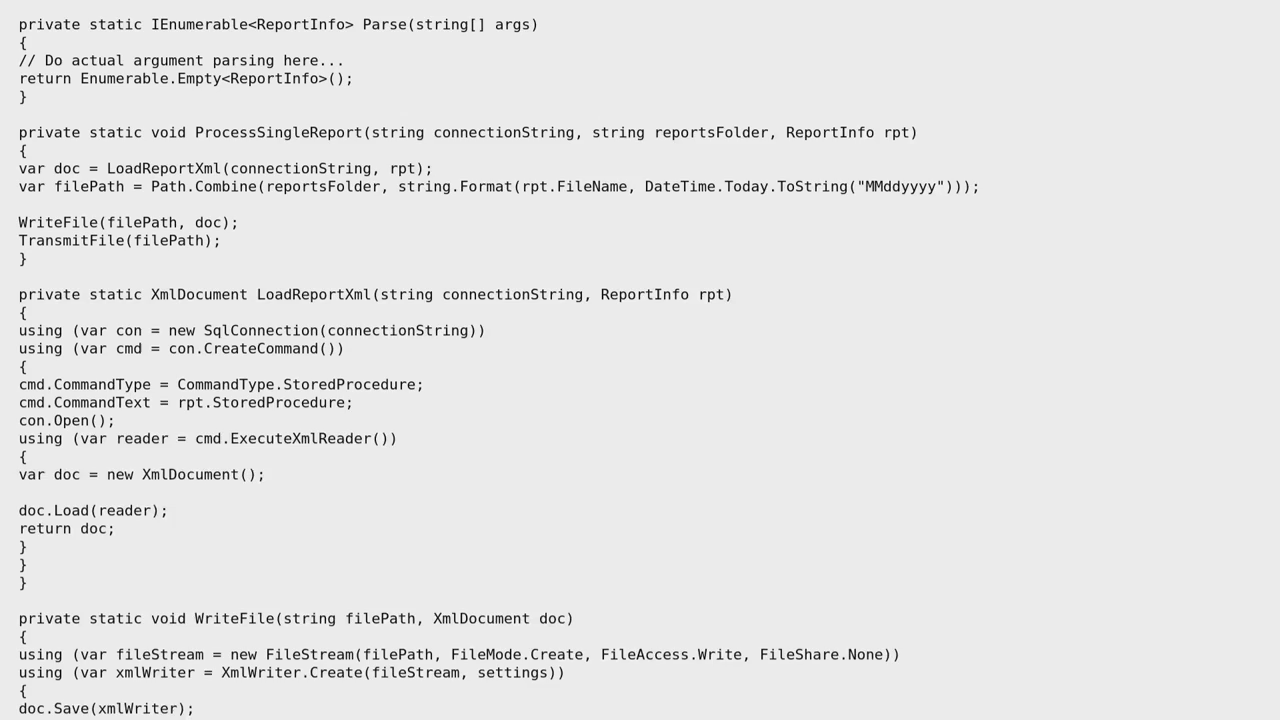 private static IEnumerable<ReportInfo> Parse(string[] args)
{
// Do actual argument parsing here...
return Enumerable.Empty<ReportInfo>();
}
private static void ProcessSingleReport(string connectionString, string reportsFolder, ReportInfo rpt)
{
var doc = LoadReportXml(connectionString, rpt);
var filePath = Path.Combine(reportsFolder, string.Format(rpt.FileName, DateTime.Today.ToString("MMddyyyy")));
WriteFile(filePath, doc);
TransmitFile(filePath);
}
private static XmlDocument LoadReportXml(string connectionString, ReportInfo rpt)
{
using (var con = new SqlConnection(connectionString))
using (var cmd = con.CreateCommand())
{
cmd.CommandType = CommandType.StoredProcedure;
cmd.CommandText = rpt.StoredProcedure;
con.Open();
using (var reader = cmd.ExecuteXmlReader())
{
var doc = new XmlDocument();
doc.Load(reader);
return doc;
}
}
}
private static void WriteFile(string filePath, XmlDocument doc)
{
using (var fileStream = new FileStream(filePath, FileMode.Create, FileAccess.Write, FileShare.None))
using (var xmlWriter = XmlWriter.Create(fileStream, settings))
{
doc.Save(xmlWriter);